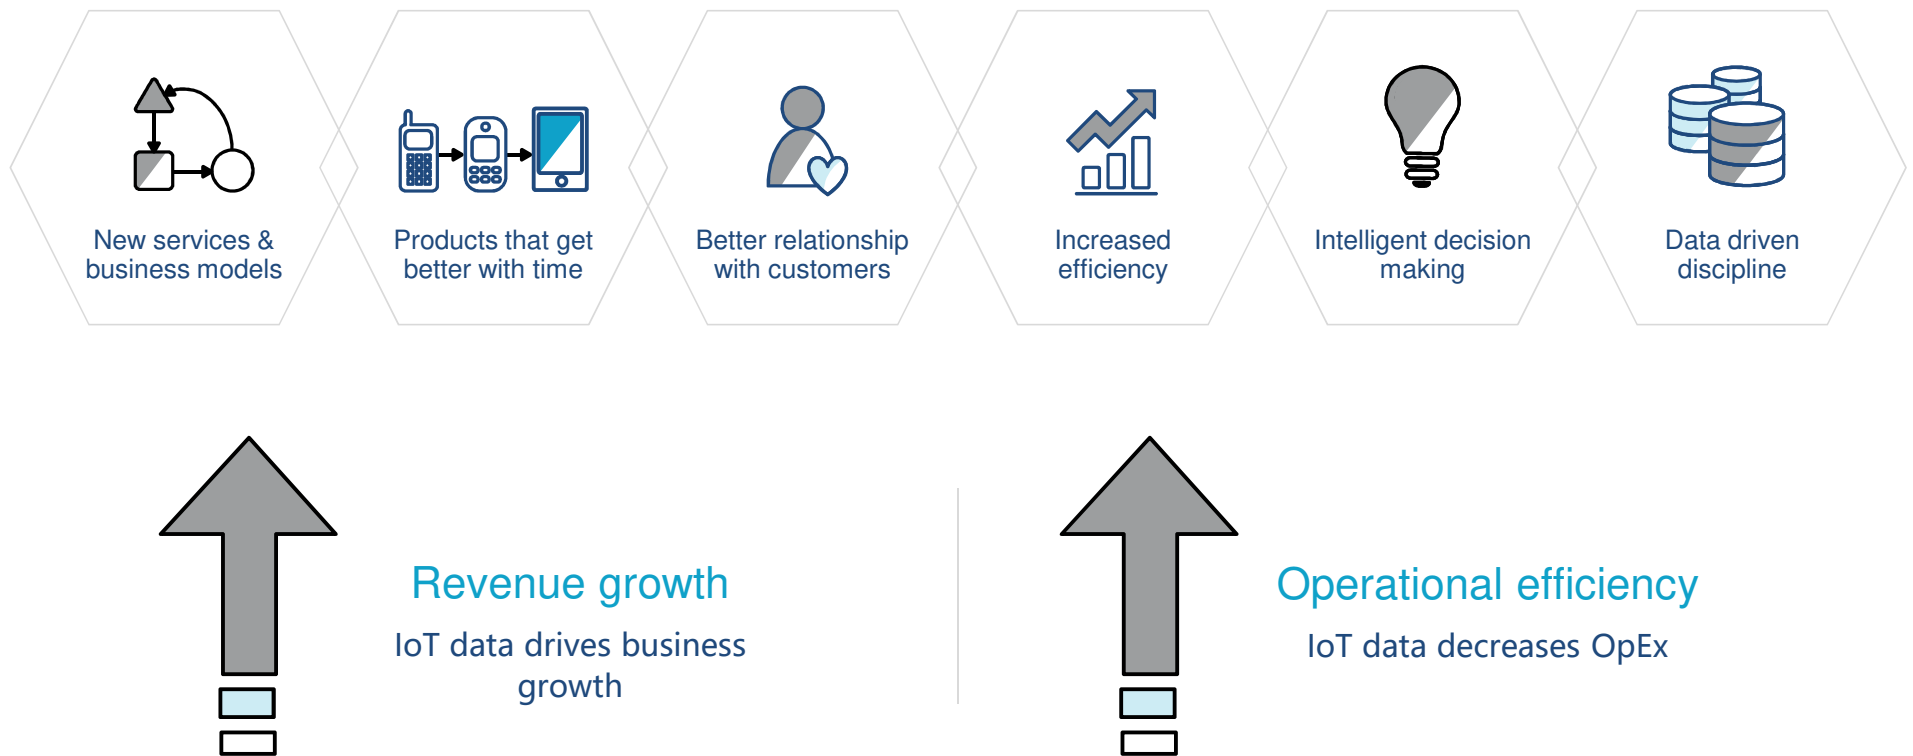 New services &
business models
Products that get
better with time
Better relationship
with customers
Increased
efficiency
Intelligent decision
making
Data driven
discipline
Revenue growth
IoT data drives business
growth
Operational efficiency
IoT data decreases OpEx